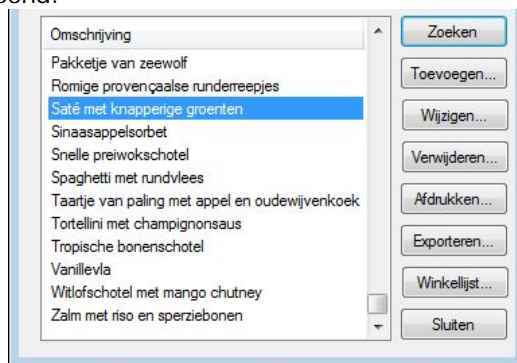 Omschrijving
Pakketje van zeewolf
Romige provençaalse runderreepjes
Saté met knapperige groenten
Sinaasappelsorbet
Snelle preiwokschotel
Spaghetti met rundvlees
Taartje van paling met appel en oudewijvenkoek
Tortellini met champignonsaus
Tropische bonenschotel
Vanillevla
Witlofschotel met mango chutney
Zalm met riso en sperziebonen
Zoeken
Toevoegen...
Wijzigen...
Verwijderen...
Afdrukken...
Exporteren...
Winkellijst...
Sluiten